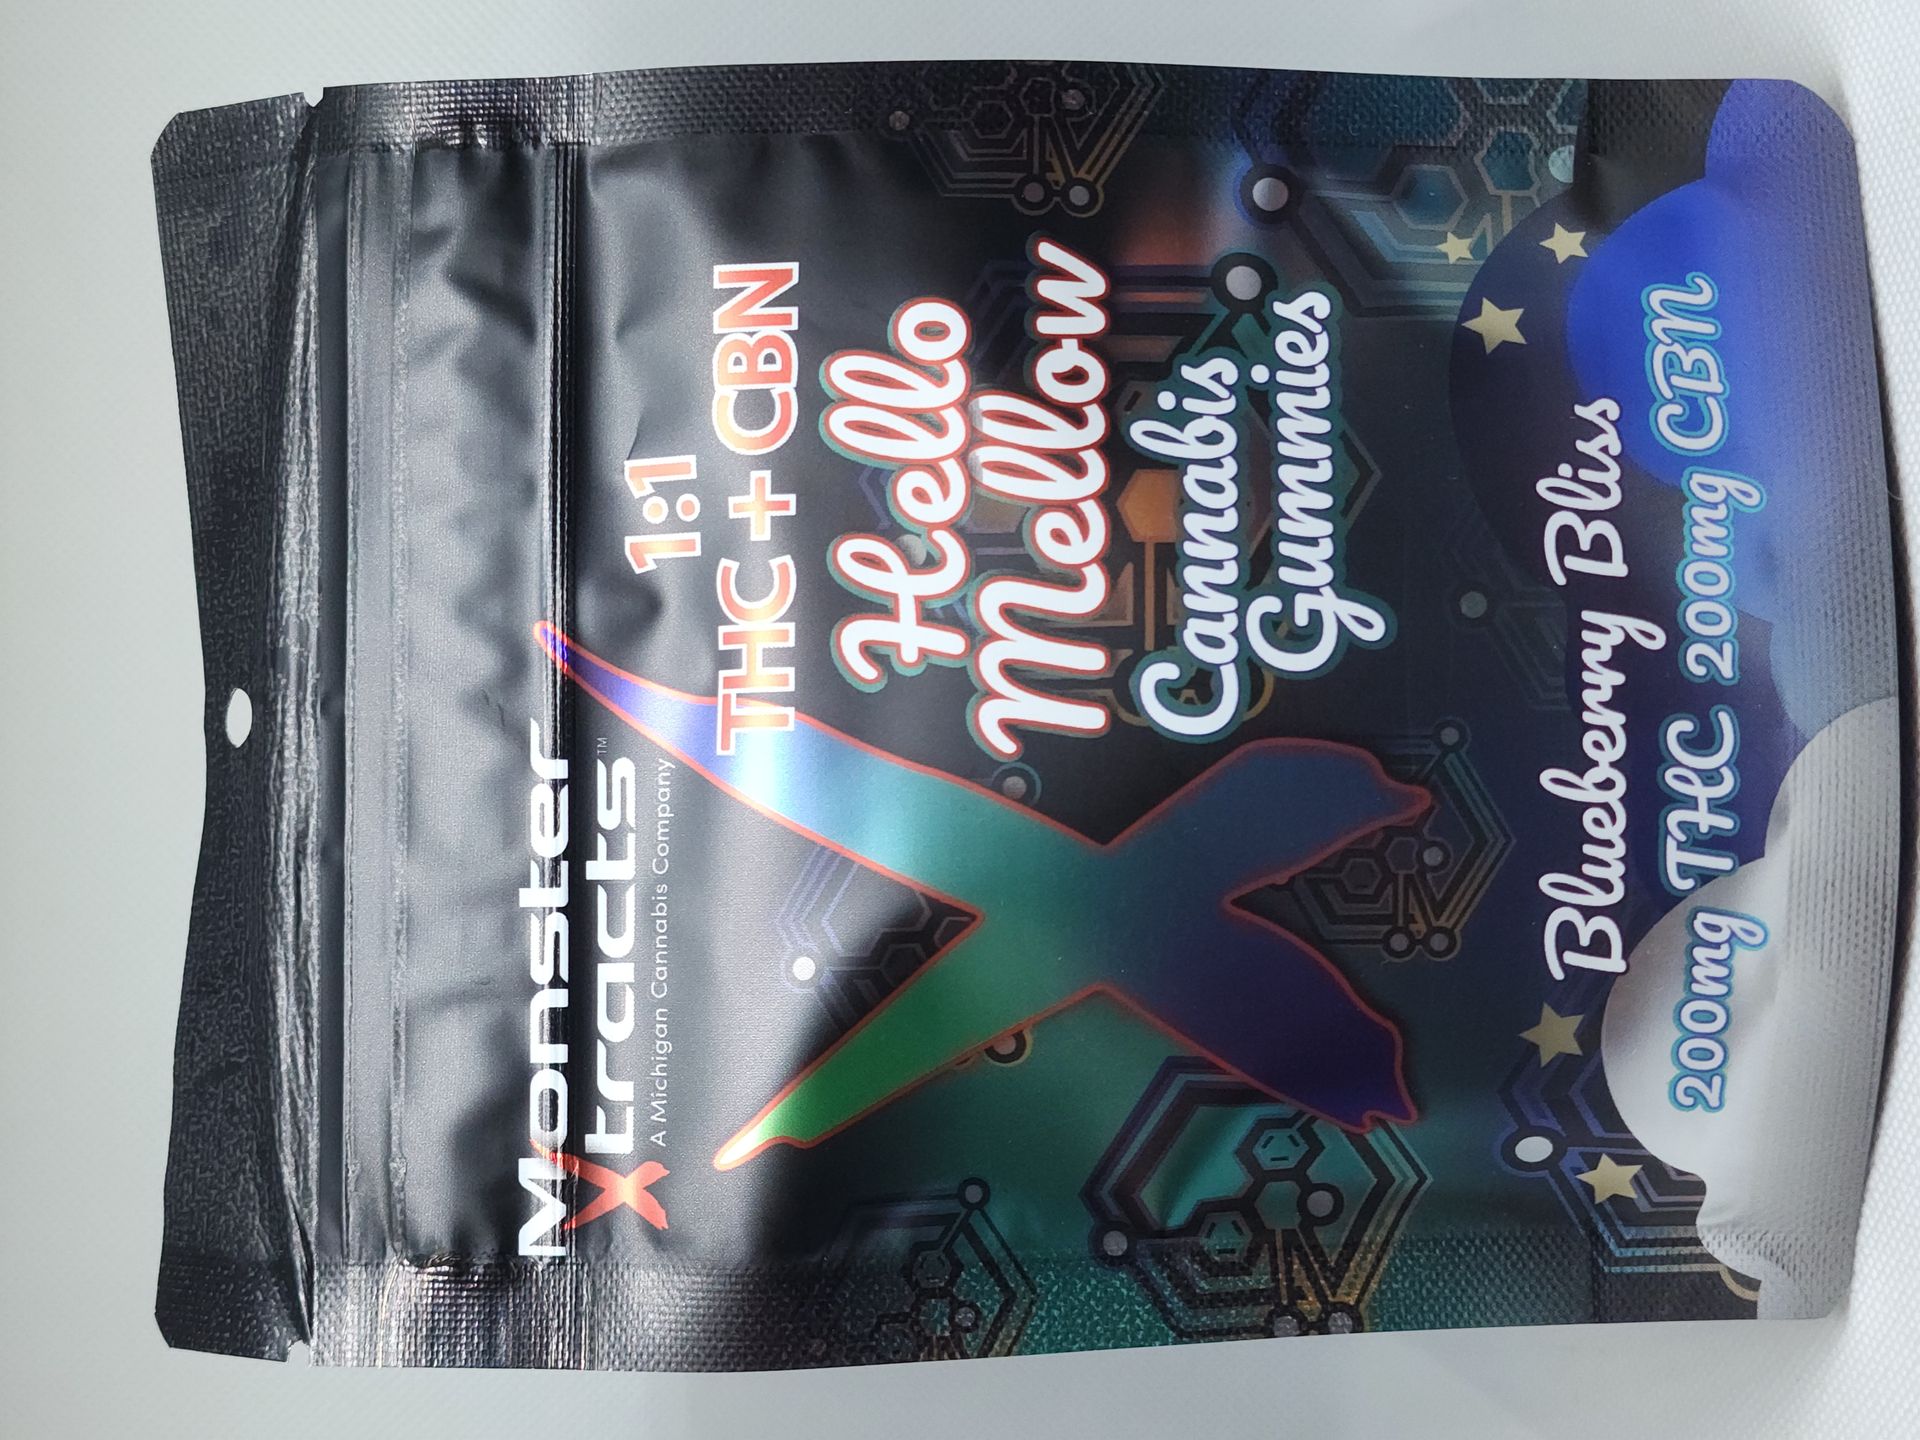 Monster
Xtracts™
A Michigan Cannabis Company
1:1
THC + CBN
Hello
Mellow
Cannabis
Gummies
Blueberry Bliss
200mg THC 200mg CBN